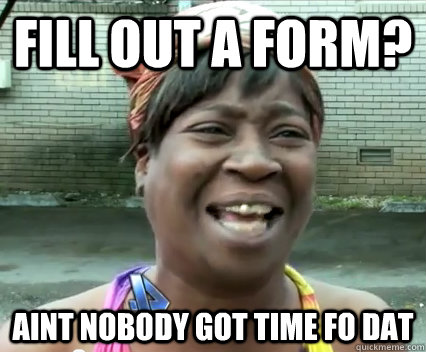 FILL OUT A FORM?
AINT NOBODY GOT TIME FO DAT
quickmeme.com